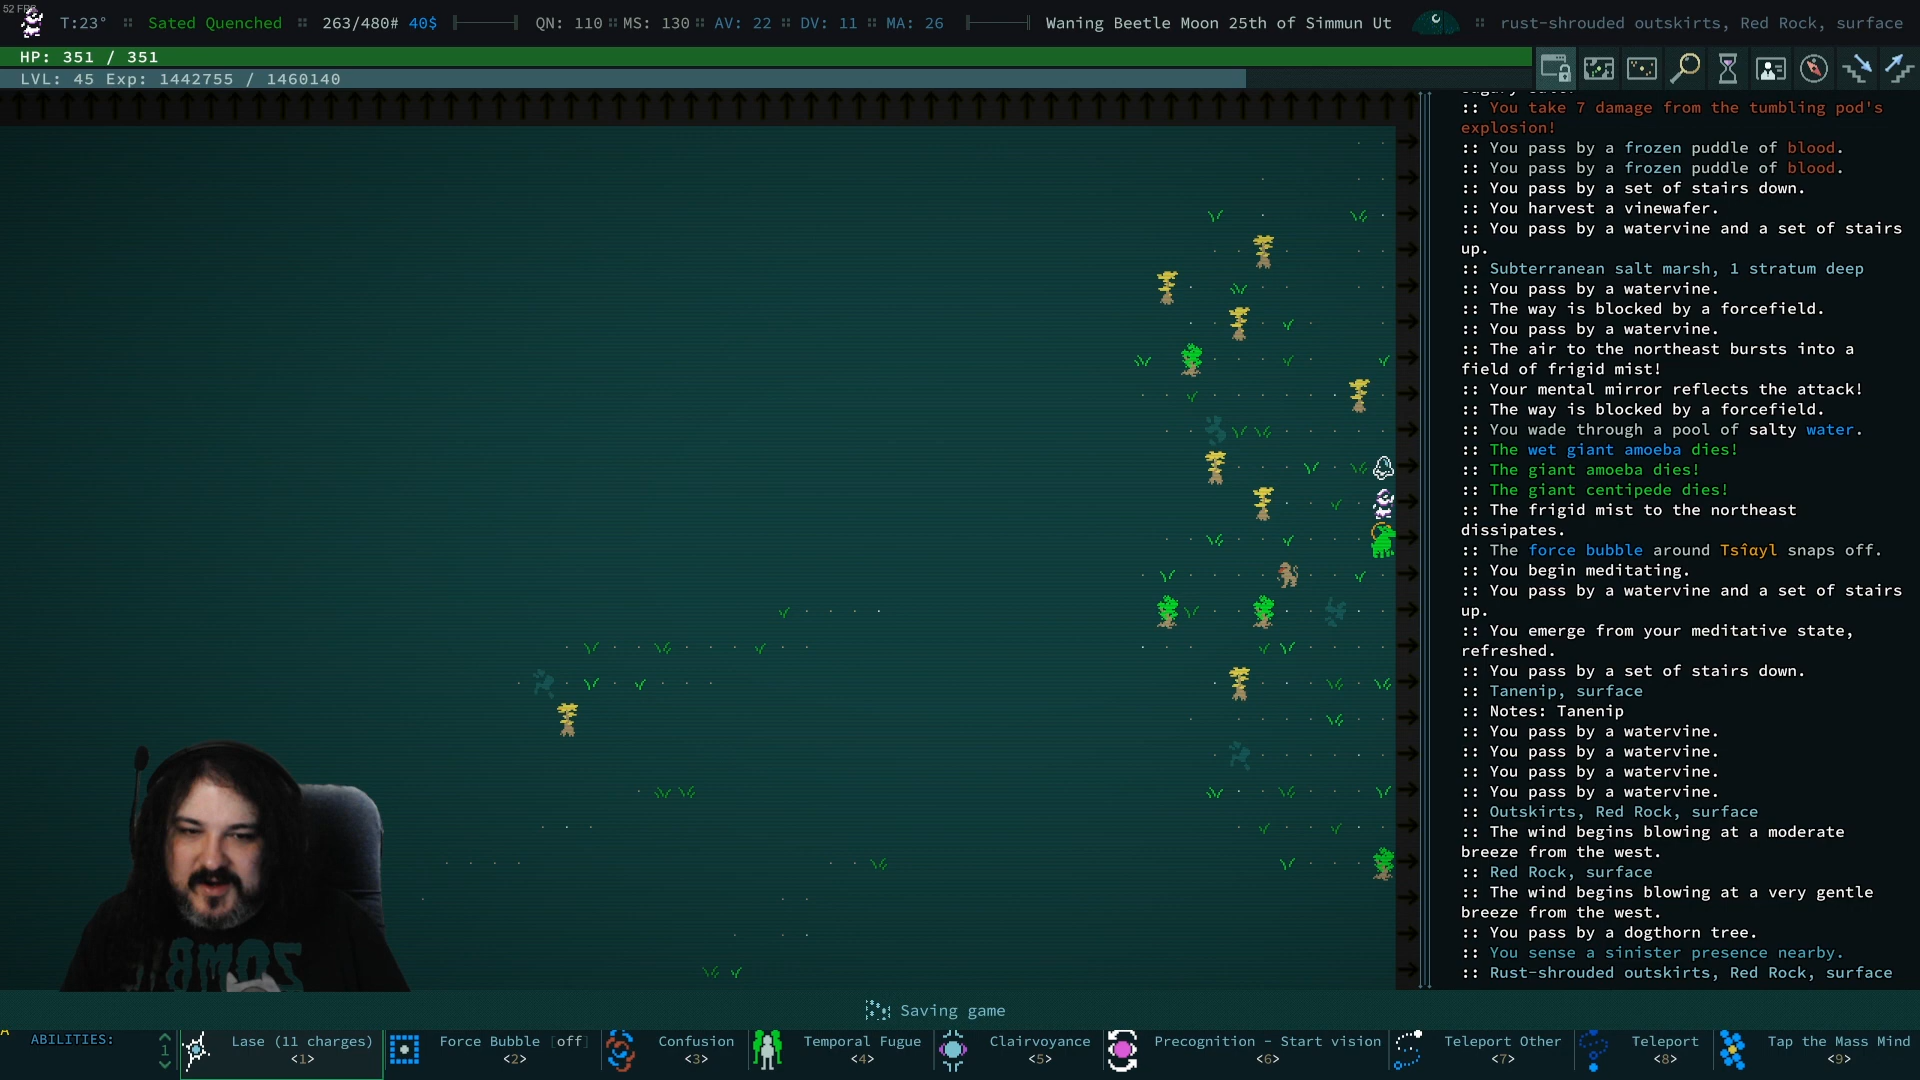 52 FPS
T:23° :: Sated Quenched :: 263/480# 40$ QN: 110 :: MS: 130 :: AV: 22 :: DV: 11 :: MA: 26 Waning Beetle Moon 25th of Simmun Ut :: rust-shrouded outskirts, Red Rock, surface
HP: 351 / 351
LVL: 45 Exp: 1442755 / 1460140
:: You take 7 damage from the tumbling pod's
explosion!
:: You pass by a frozen puddle of blood.
:: You pass by a frozen puddle of blood.
:: You pass by a set of stairs down.
:: You harvest a vinewafer.
:: You pass by a watervine and a set of stairs
up.
:: Subterranean salt marsh, 1 stratum deep
:: You pass by a watervine.
:: The way is blocked by a forcefield.
:: You pass by a watervine.
:: The air to the northeast bursts into a
field of frigid mist!
:: Your mental mirror reflects the attack!
:: The way is blocked by a forcefield.
:: You wade through a pool of salty water.
:: The wet giant amoeba dies!
:: The giant amoeba dies!
:: The giant centipede dies!
:: The frigid mist to the northeast
dissipates.
:: The force bubble around Tsîαyl snaps off.
:: You begin meditating.
:: You pass by a watervine and a set of stairs
up.
:: You emerge from your meditative state,
refreshed.
:: You pass by a set of stairs down.
:: Tanenip, surface
:: Notes: Tanenip
:: You pass by a watervine.
:: You pass by a watervine.
:: You pass by a watervine.
:: You pass by a watervine.
:: Outskirts, Red Rock, surface
:: The wind begins blowing at a moderate
breeze from the west.
:: Red Rock, surface
:: The wind begins blowing at a very gentle
breeze from the west.
:: You pass by a dogthorn tree.
:: You sense a sinister presence nearby.
:: Rust-shrouded outskirts, Red Rock, surface
Saving game
ABILITIES: 1
Lase (11 charges) <1>
Force Bubble [off] <2>
Confusion <3>
Temporal Fugue <4>
Clairvoyance <5>
Precognition - Start vision <6>
Teleport Other <7>
Teleport <8>
Tap the Mass Mind <9>